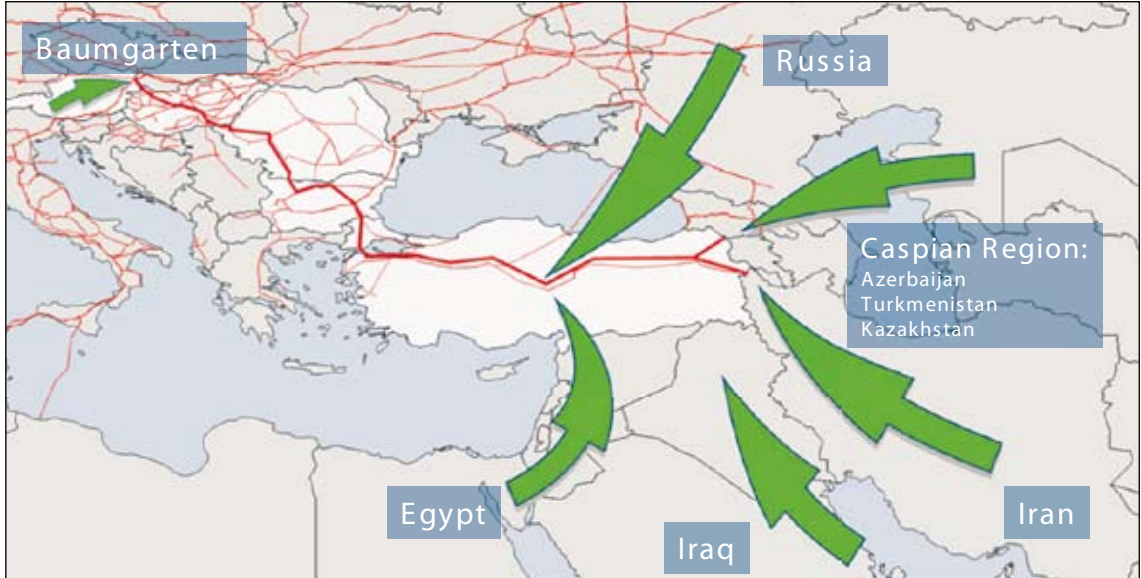 Baumgarten
Russia
Caspian Region:
Azerbaijan
Turkmenistan
Kazakhstan
Egypt
Iran
Iraq